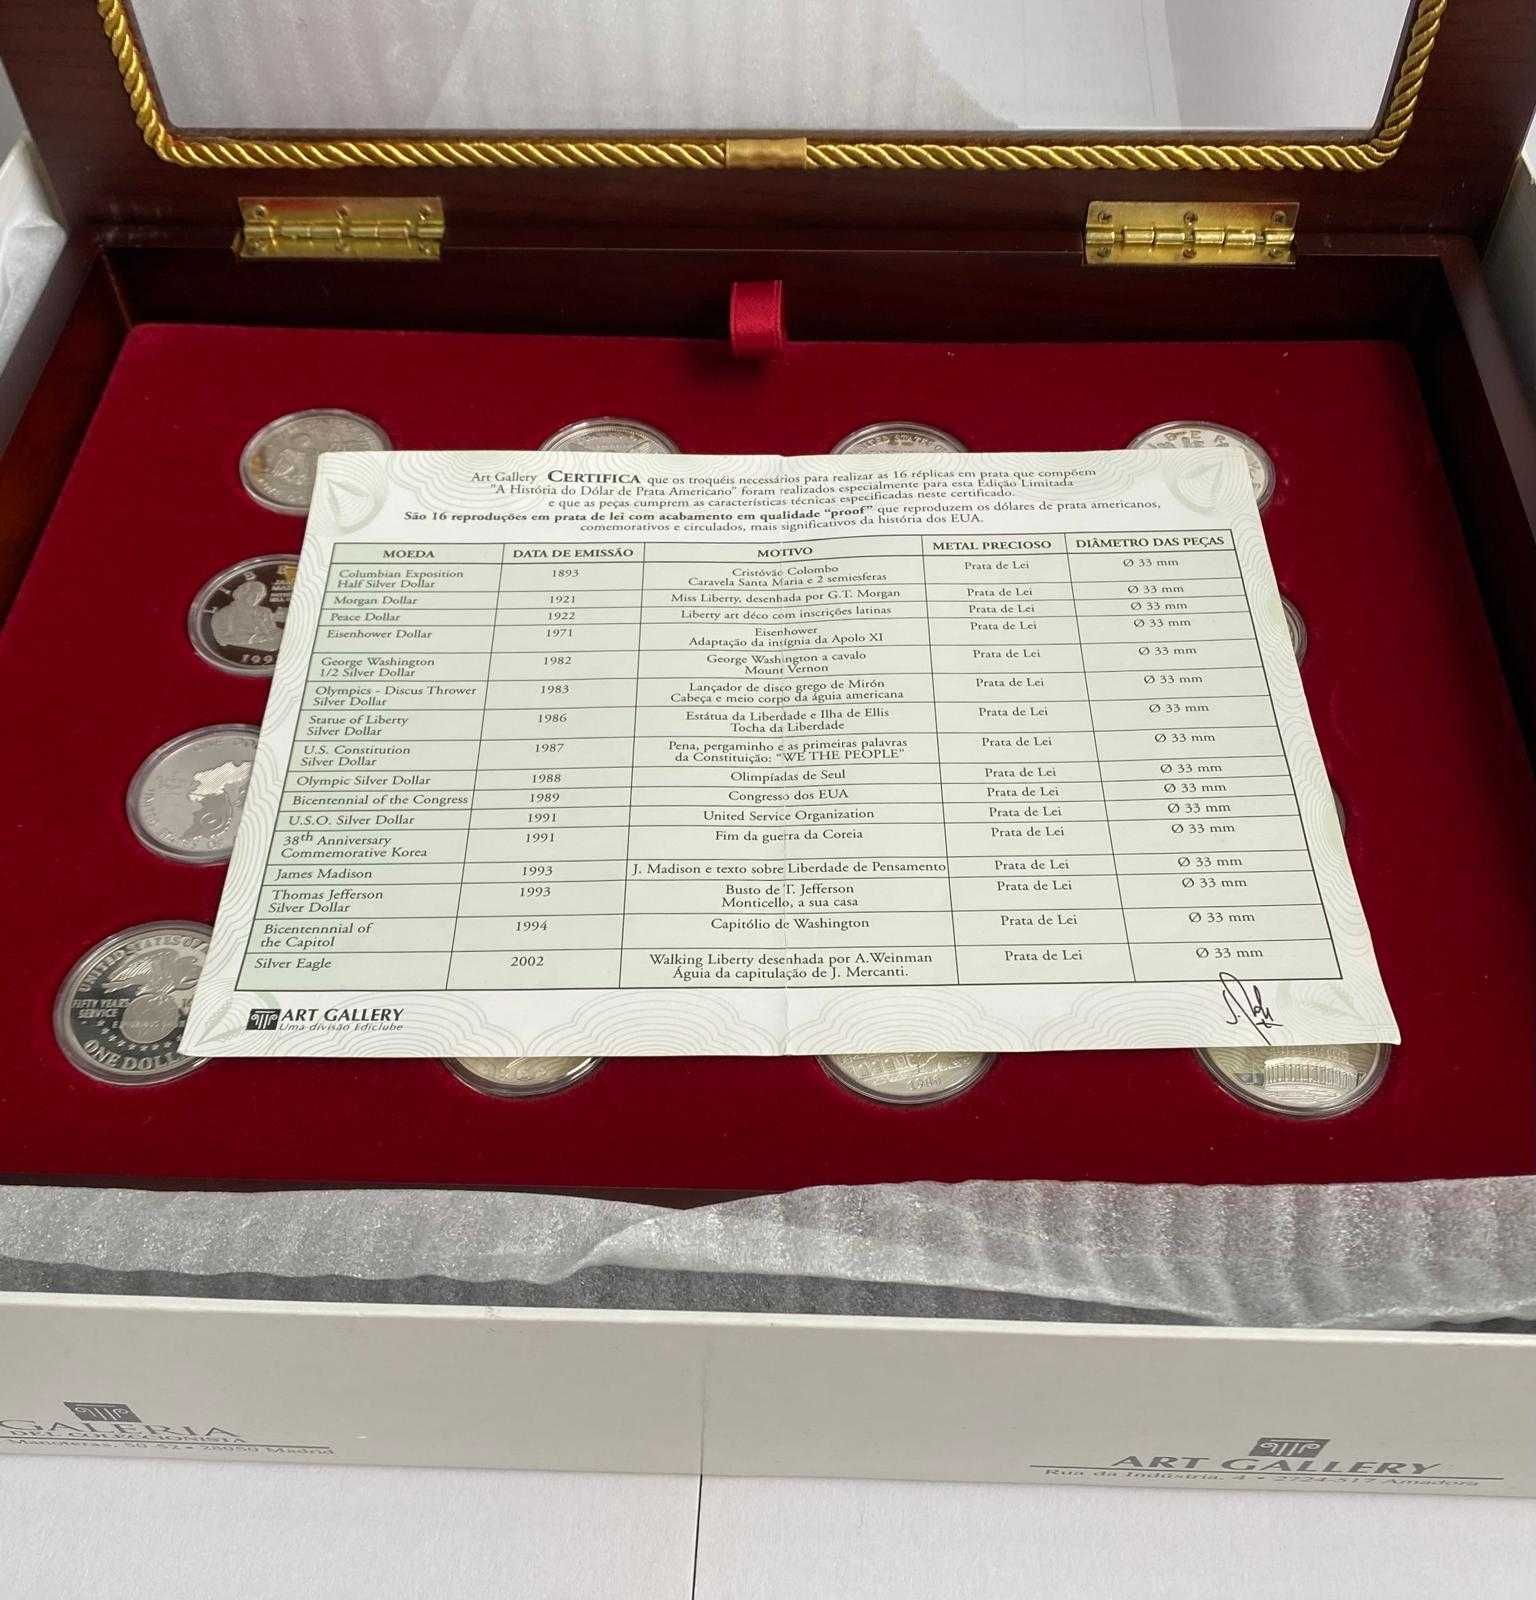 Art Gallery CERTIFICA que os troquéis necessários para realizar as 16 réplicas em prata que compõem
"A História do Dólar de Prata Americano" foram realizados especialmente para esta Edição Limitada
e que as peças cumprem as características técnicas especificadas neste certificado.
São 16 reproduções em prata de lei com acabamento em qualidade "proof" que reproduzem os dólares de prata americanos,
comemorativos e circulados, mais significativos da história dos EUA.
MOEDA DATA DE EMISSÃO MOTIVO METAL PRECIOSO DIÂMETRO DAS PEÇAS
Columbian Exposition
Half Silver Dollar 1893 Cristóvão Colombo
Caravela Santa Maria e 2 semiesferas Prata de Lei Ø 33 mm
Morgan Dollar 1921 Miss Liberty, desenhada por G.T. Morgan Prata de Lei Ø 33 mm
Peace Dollar 1922 Liberty art déco com inscrições latinas Prata de Lei Ø 33 mm
Eisenhower Dollar 1971 Eisenhower
Adaptação da insígnia da Apolo XI Prata de Lei Ø 33 mm
George Washington
1/2 Silver Dollar 1982 George Washington a cavalo
Mount Vernon Prata de Lei Ø 33 mm
Olympics - Discus Thrower
Silver Dollar 1983 Lançador de disco grego de Mirón
Cabeça e meio corpo da águia americana Prata de Lei Ø 33 mm
Statue of Liberty
Silver Dollar 1986 Estátua da Liberdade e Ilha de Ellis
Tocha da Liberdade Prata de Lei Ø 33 mm
U.S. Constitution
Silver Dollar 1987 Pena, pergaminho e as primeiras palavras
da Constituição: "WE THE PEOPLE" Prata de Lei Ø 33 mm
Olympic Silver Dollar 1988 Olimpíadas de Seul Prata de Lei Ø 33 mm
Bicentennial of the Congress 1989 Congresso dos EUA Prata de Lei Ø 33 mm
U.S.O. Silver Dollar 1991 United Service Organization Prata de Lei Ø 33 mm
38th Anniversary
Commemorative Korea 1991 Fim da guerra da Coreia Prata de Lei Ø 33 mm
James Madison 1993 J. Madison e texto sobre Liberdade de Pensamento Prata de Lei Ø 33 mm
Thomas Jefferson
Silver Dollar 1993 Busto de T. Jefferson
Monticello, a sua casa Prata de Lei Ø 33 mm
Bicentennnial of
the Capitol 1994 Capitólio de Washington Prata de Lei Ø 33 mm
Silver Eagle 2002 Walking Liberty desenhada por A.Weinman
Águia da capitulação de J. Mercanti. Prata de Lei Ø 33 mm
ART GALLERY
Uma divisão Ediclube
UNITED STATES O
FIFTY YEARS
SERVICE
ONE DOLL
GALERIA
DEL COLECCIONISTA
Manoteras, 50-52 • 28050 Madrid
ART GALLERY
Rua da Indústria, 4 • 2724-517 Amadora